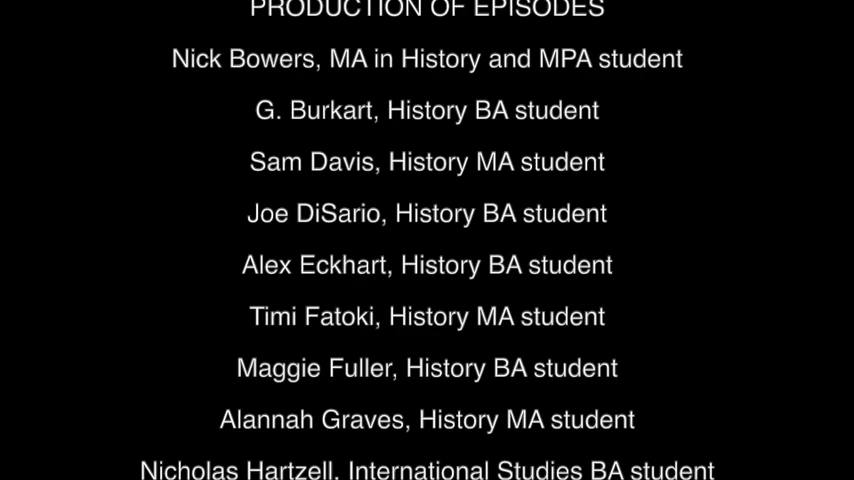 PRODUCTION OF EPISODES
Nick Bowers, MA in History and MPA student
G. Burkart, History BA student
Sam Davis, History MA student
Joe DiSario, History BA student
Alex Eckhart, History BA student
Timi Fatoki, History MA student
Maggie Fuller, History BA student
Alannah Graves, History MA student
Nicholas Hartzell, International Studies BA student